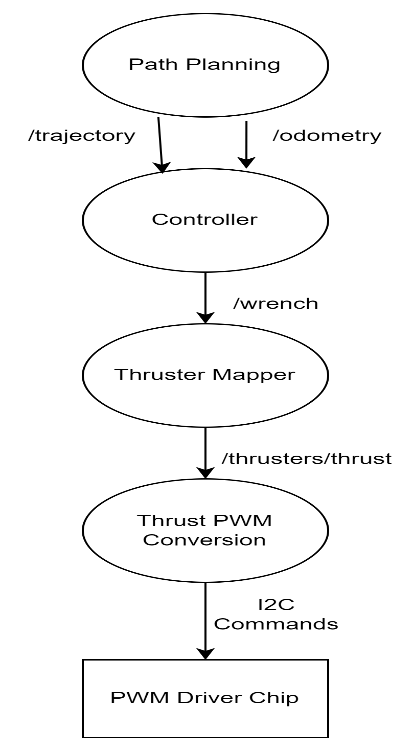 Path Planning
/trajectory
/odometry
Controller
/wrench
Thruster Mapper
/thrusters/thrust
Thrust PWM
Conversion
I2C
Commands
PWM Driver Chip